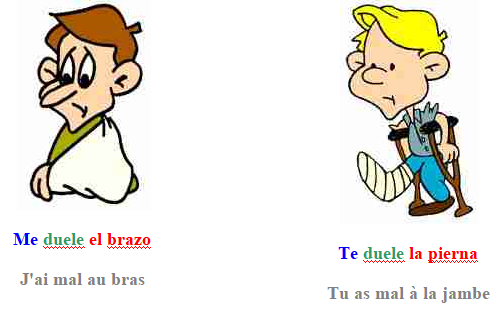 Me duele el brazo
J'ai mal au bras
Te duele la pierna
Tu as mal à la jambe